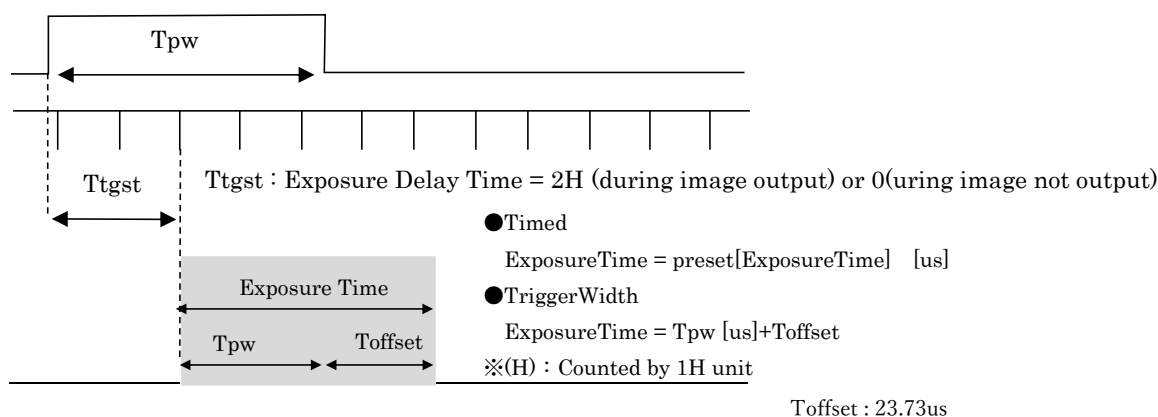 Tpw
Ttgst
Ttgst : Exposure Delay Time = 2H (during image output) or 0(uring image not output)
●Timed
ExposureTime = preset[ExposureTime] [us]
Exposure Time
●TriggerWidth
ExposureTime = Tpw [us]+Toffset
Tpw
Toffset
※(H) : Counted by 1H unit
Toffset : 23.73us